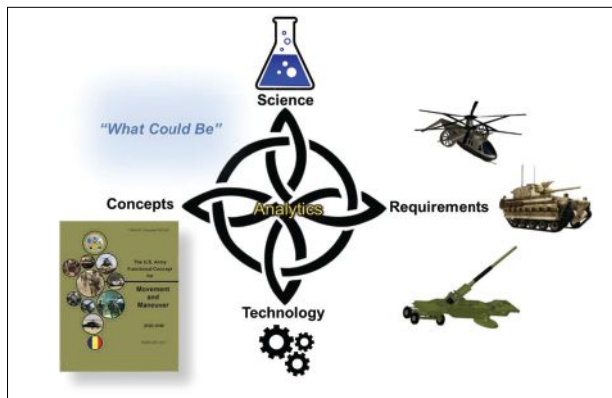 Science
"What Could Be"
Concepts
Analytics
Requirements
The U.S. Army
Functional Concept
for
Movement
and
Maneuver
Technology